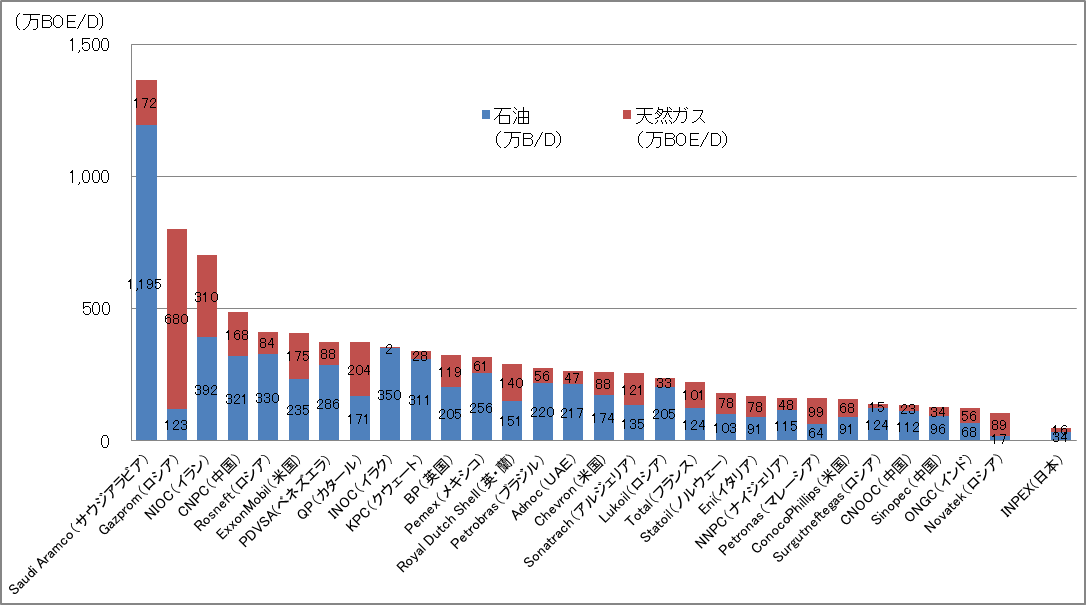 （万BOE/D）
1,500
1,000
500
0
石油
（万B/D）
天然ガス
（万BOE/D）
172
1,195
680
123
310
392
168
321
84
330
175
235
88
286
204
171
2
350
28
311
119
205
61
256
140
151
56
220
47
217
88
174
121
135
33
205
101
124
78
103
78
91
48
115
99
64
68
91
15
124
23
112
34
96
56
68
89
17
16
34
Saudi Aramco（サウジアラビア）
Gazprom（ロシア）
NIOC（イラン）
CNPC（中国）
Rosneft（ロシア）
ExxonMobil（米国）
PDVSA（ベネズエラ）
QP（カタール）
INOC（イラク）
KPC（クウェート）
BP（英国）
Pemex（メキシコ）
Royal Dutch Shell（英・蘭）
Petrobras（ブラジル）
Adnoc（UAE）
Chevron（米国）
Sonatrach（アルジェリア）
Lukoil（ロシア）
Total（フランス）
Statoil（ノルウェー）
Eni（イタリア）
NNPC（ナイジェリア）
Petronas（マレーシア）
ConocoPhillips（米国）
Surgutneftegas（ロシア）
CNOOC（中国）
Sinopec（中国）
ONGC（インド）
Novatek（ロシア）
INPEX（日本）